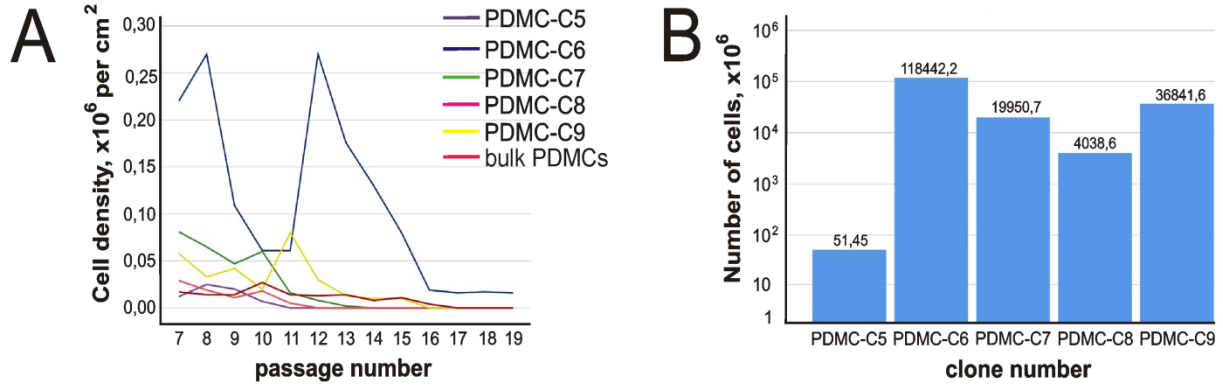 A
Cell density, x10⁶ per cm²
0,30
0,25
0,20
0,15
0,10
0,05
0,00
7 8 9 10 11 12 13 14 15 16 17 18 19
passage number
PDMC-C5
PDMC-C6
PDMC-C7
PDMC-C8
PDMC-C9
bulk PDMCs
B
Number of cells, x10⁶
10⁶
10⁵
10⁴
10³
10²
10
1
51,45
118442,2
19950,7
4038,6
36841,6
PDMC-C5 PDMC-C6 PDMC-C7 PDMC-C8 PDMC-C9
clone number